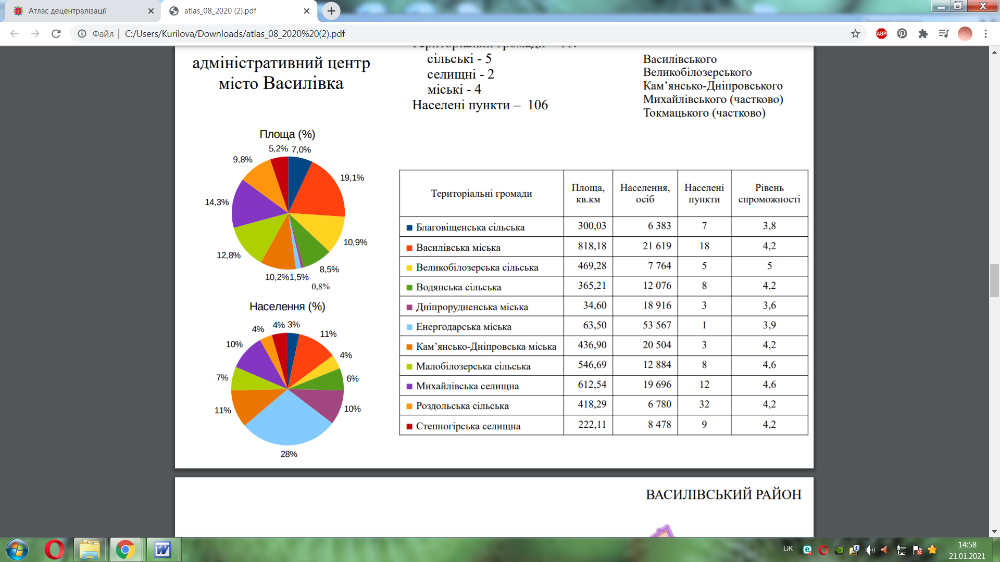 Атлас децентралізації
atlas_08_2020 (2).pdf
Файл | C:/Users/Kurilova/Downloads/atlas_08_2020%20(2).pdf
ABP
адміністративний центр
місто Василівка
Територіальні громади – 11:
сільські - 5
селищні - 2
міські - 4
Населені пункти – 106
Василівського
Великобілозерського
Кам’янсько-Дніпровського
Михайлівського (частково)
Токмацького (частково)
Площа (%)
5,2% 7,0%
9,8%
19,1%
14,3%
10,9%
12,8%
8,5%
10,2% 1,5%
0,8%
Населення (%)
4% 3%
4%
11%
10%
4%
7%
6%
11%
10%
28%
Територіальні громади Площа, кв.км Населення, осіб Населені пункти Рівень спроможності
Благовіщенська сільська 300,03 6 383 7 3,8
Василівська міська 818,18 21 619 18 4,2
Великобілозерська сільська 469,28 7 764 5 5
Водянська сільська 365,21 12 076 8 4,2
Дніпрорудненська міська 34,60 18 916 3 3,6
Енергодарська міська 63,50 53 567 1 3,9
Кам’янсько-Дніпровська міська 436,90 20 504 3 4,2
Малобілозерська сільська 546,69 12 884 8 4,6
Михайлівська селищна 612,54 19 696 12 4,6
Роздольська сільська 418,29 6 780 32 4,2
Степногірська селищна 222,11 8 478 9 4,2
ВАСИЛІВСЬКИЙ РАЙОН
UK
14:58
21.01.2021